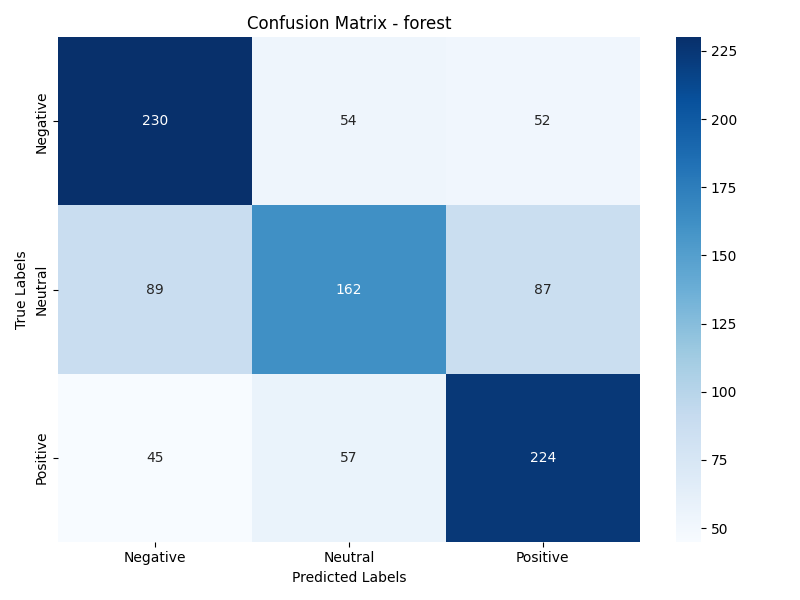 Confusion Matrix - forest
True Labels
Negative
230
54
52
Neutral
89
162
87
Positive
45
57
224
Negative
Neutral
Positive
Predicted Labels
225
200
175
150
125
100
75
50